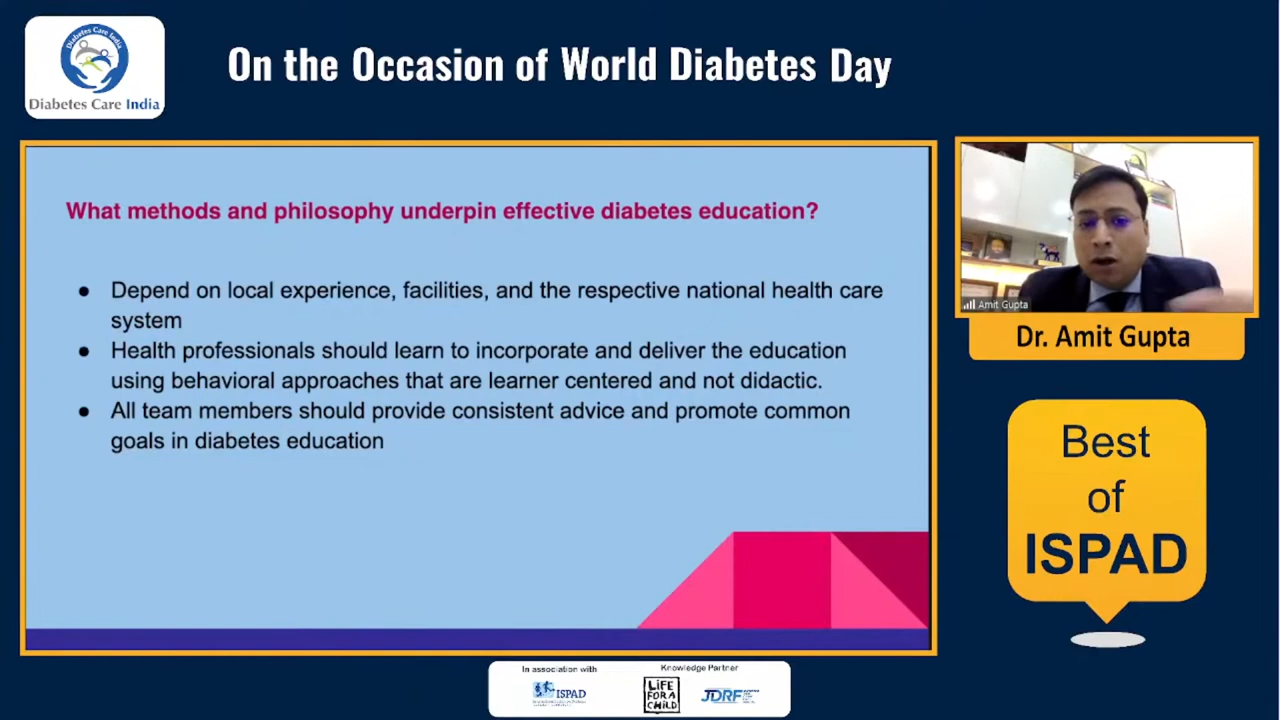 Diabetes Care India
Diabetes Care India
On the Occasion of World Diabetes Day
What methods and philosophy underpin effective diabetes education?
● Depend on local experience, facilities, and the respective national health care
system
● Health professionals should learn to incorporate and deliver the education
using behavioral approaches that are learner centered and not didactic.
● All team members should provide consistent advice and promote common
goals in diabetes education
Amit Gupta
Dr. Amit Gupta
Best
of
ISPAD
In association with
ISPAD
Knowledge Partner
LIFE
FOR A
CHILD
JDRF